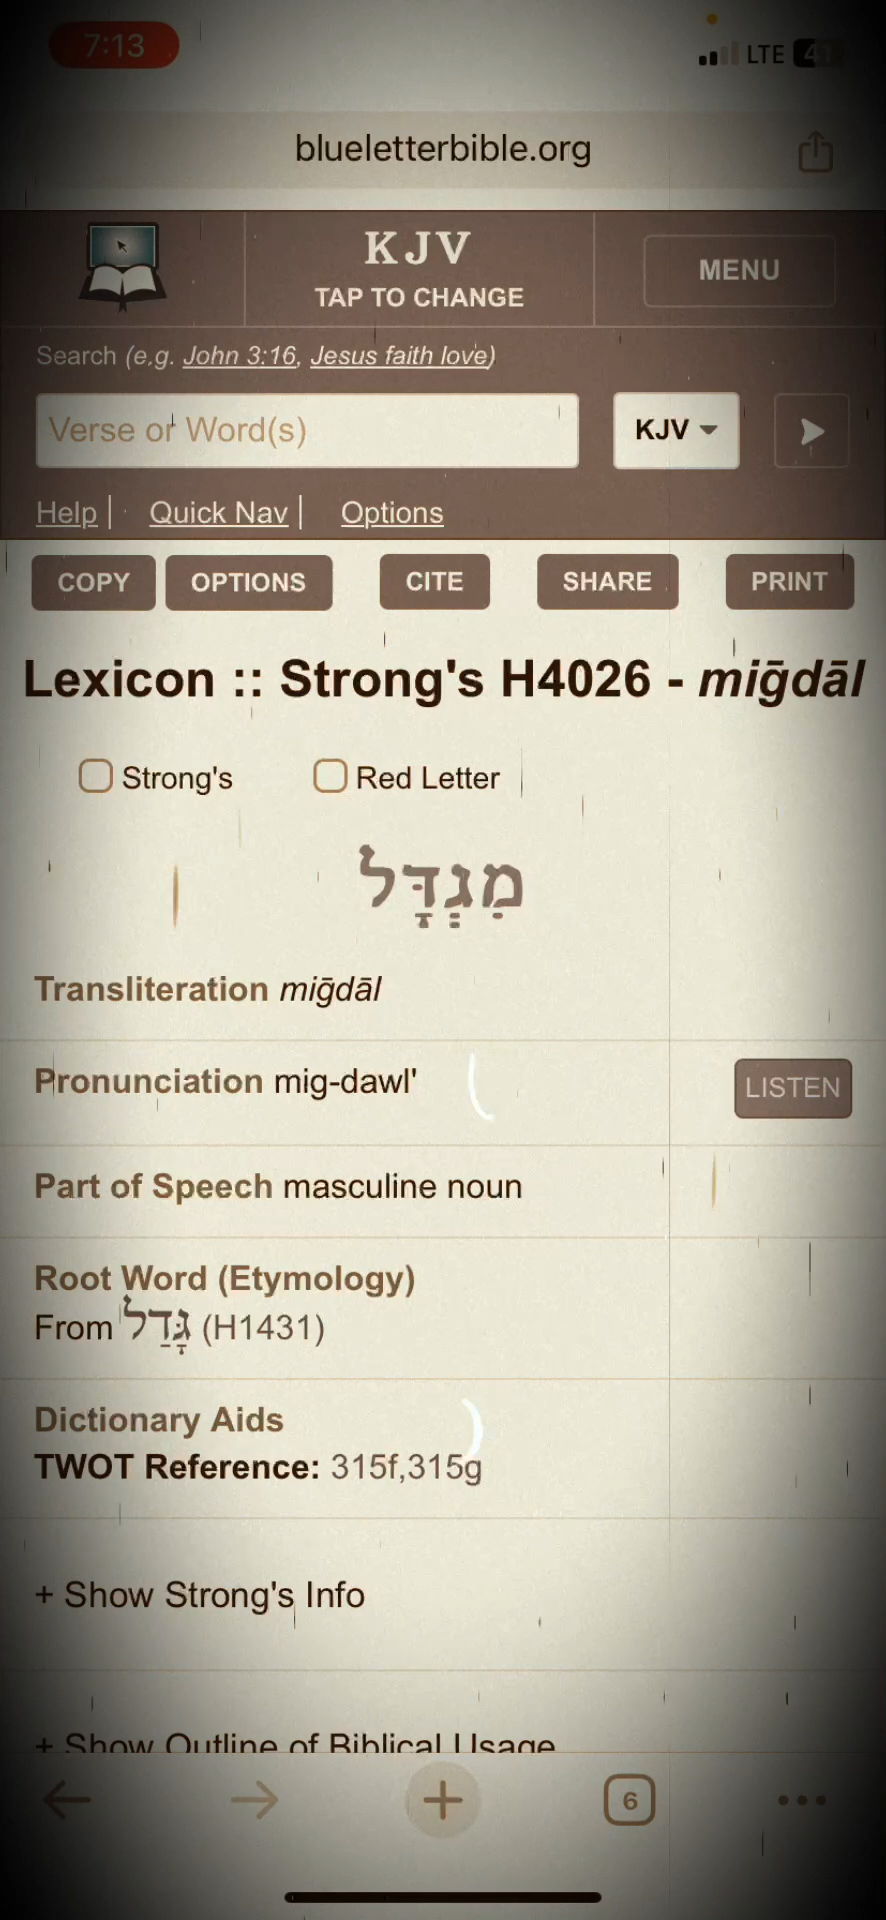 7:13
LTE
blueletterbible.org
KJV
TAP TO CHANGE
MENU
Search (e.g. John 3:16, Jesus faith love)
Verse or Word(s)
KJV
Help | Quick Nav | Options
COPY OPTIONS CITE SHARE PRINT
Lexicon :: Strong's H4026 - miḡdāl
Strong's Red Letter
מִגְדָּל
Transliteration miḡdāl
Pronunciation mig-dawl'
LISTEN
Part of Speech masculine noun
Root Word (Etymology)
From גָּדַל (H1431)
Dictionary Aids
TWOT Reference: 315f,315g
+ Show Strong's Info
+ Show Outline of Biblical Usage
6